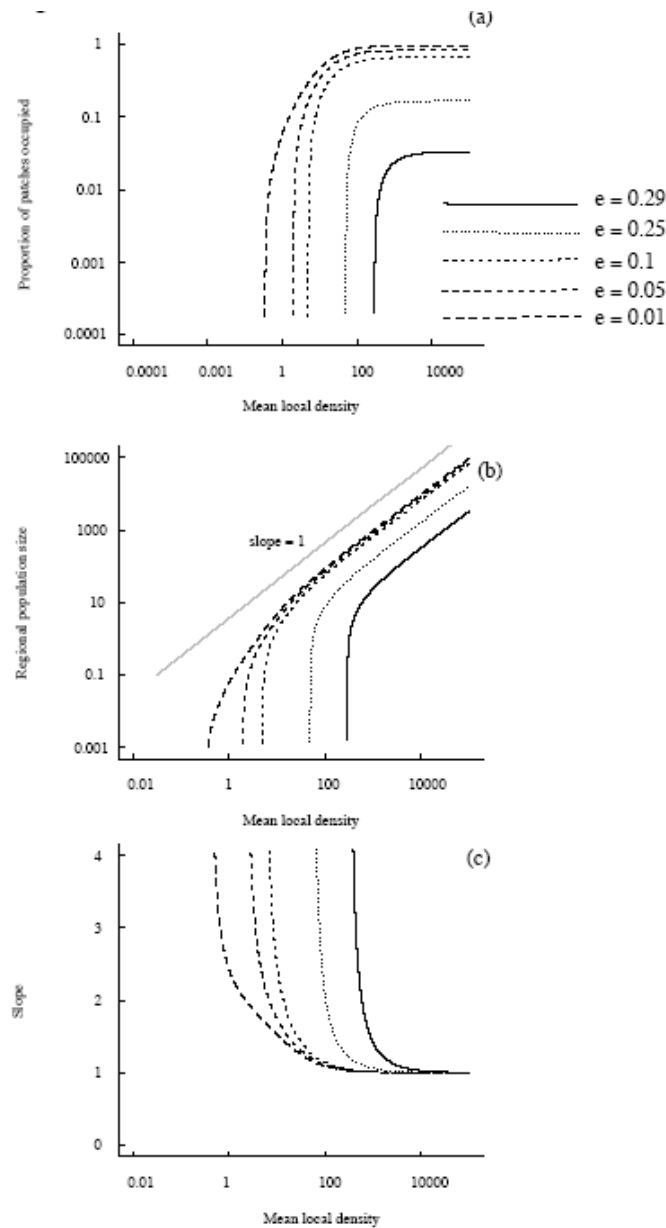 (a)
1
0.1
0.01
0.001
0.0001
Proportion of patches occupied
0.0001 0.001 1 100 10000
Mean local density
e = 0.29
e = 0.25
e = 0.1
e = 0.05
e = 0.01
(b)
100000
1000
10
0.1
0.001
Regional population size
slope = 1
0.01 1 100 10000
Mean local density
(c)
4
3
2
1
0
Slope
0.01 1 100 10000
Mean local density